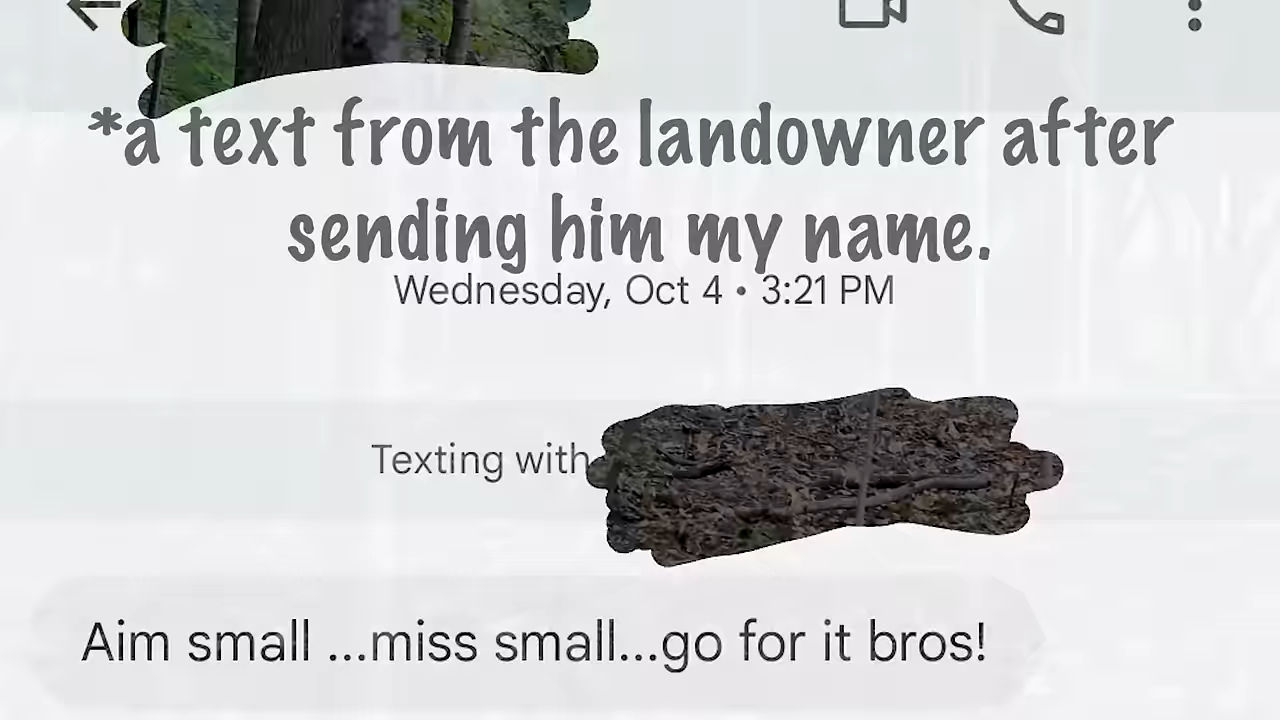 *a text from the landowner after
sending him my name.
Wednesday, Oct 4 • 3:21 PM
Texting with
Aim small ...miss small...go for it bros!